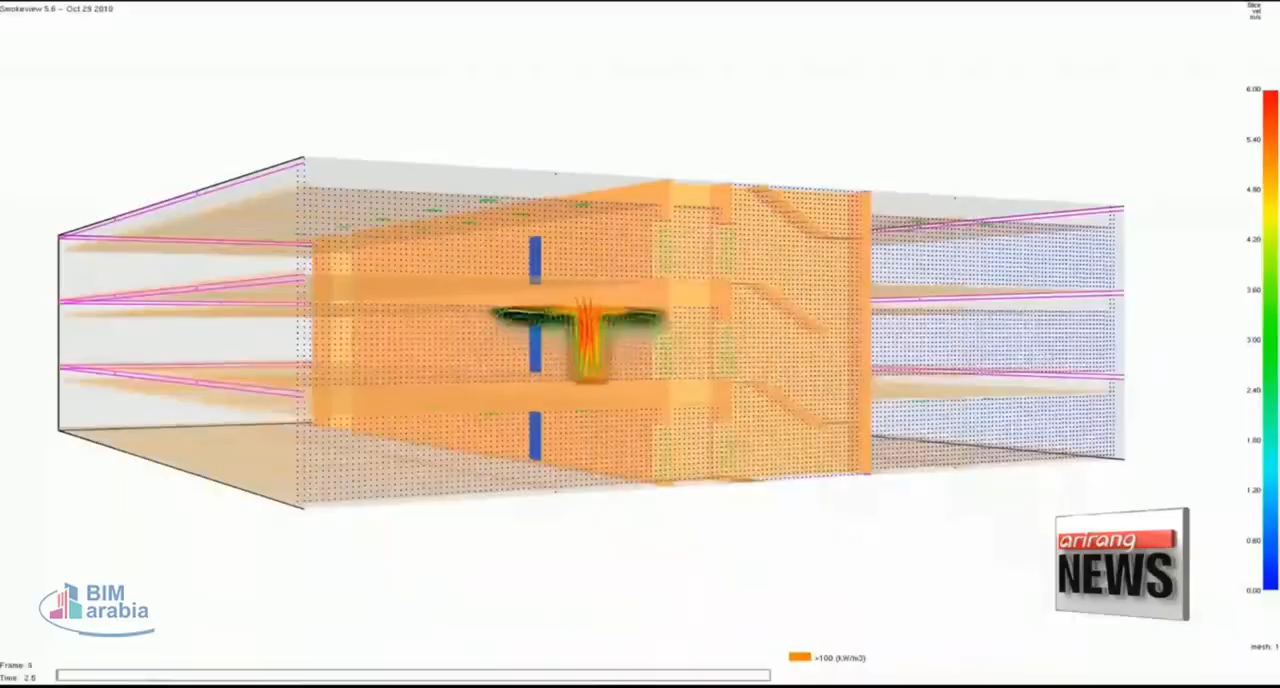 Smokeview 5.6 - Oct 29 2010
Slice
vel
m/s
6.00
5.40
4.80
4.20
3.60
3.00
2.40
1.80
1.20
0.60
0.00
arirang
NEWS
BIM
arabia
mesh: 1
>100 (kW/m3)
Frame: 5
Time: 2.5